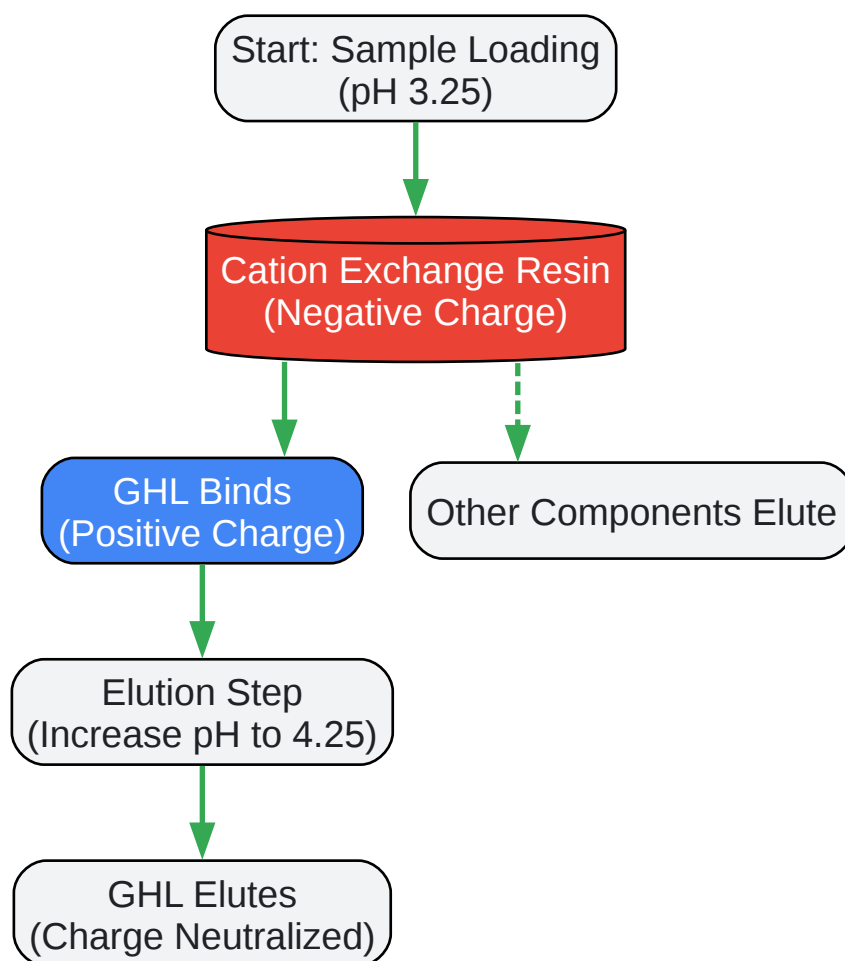 Start: Sample Loading
(pH 3.25)
Cation Exchange Resin
(Negative Charge)
GHL Binds
(Positive Charge)
Other Components Elute
Elution Step
(Increase pH to 4.25)
GHL Elutes
(Charge Neutralized)